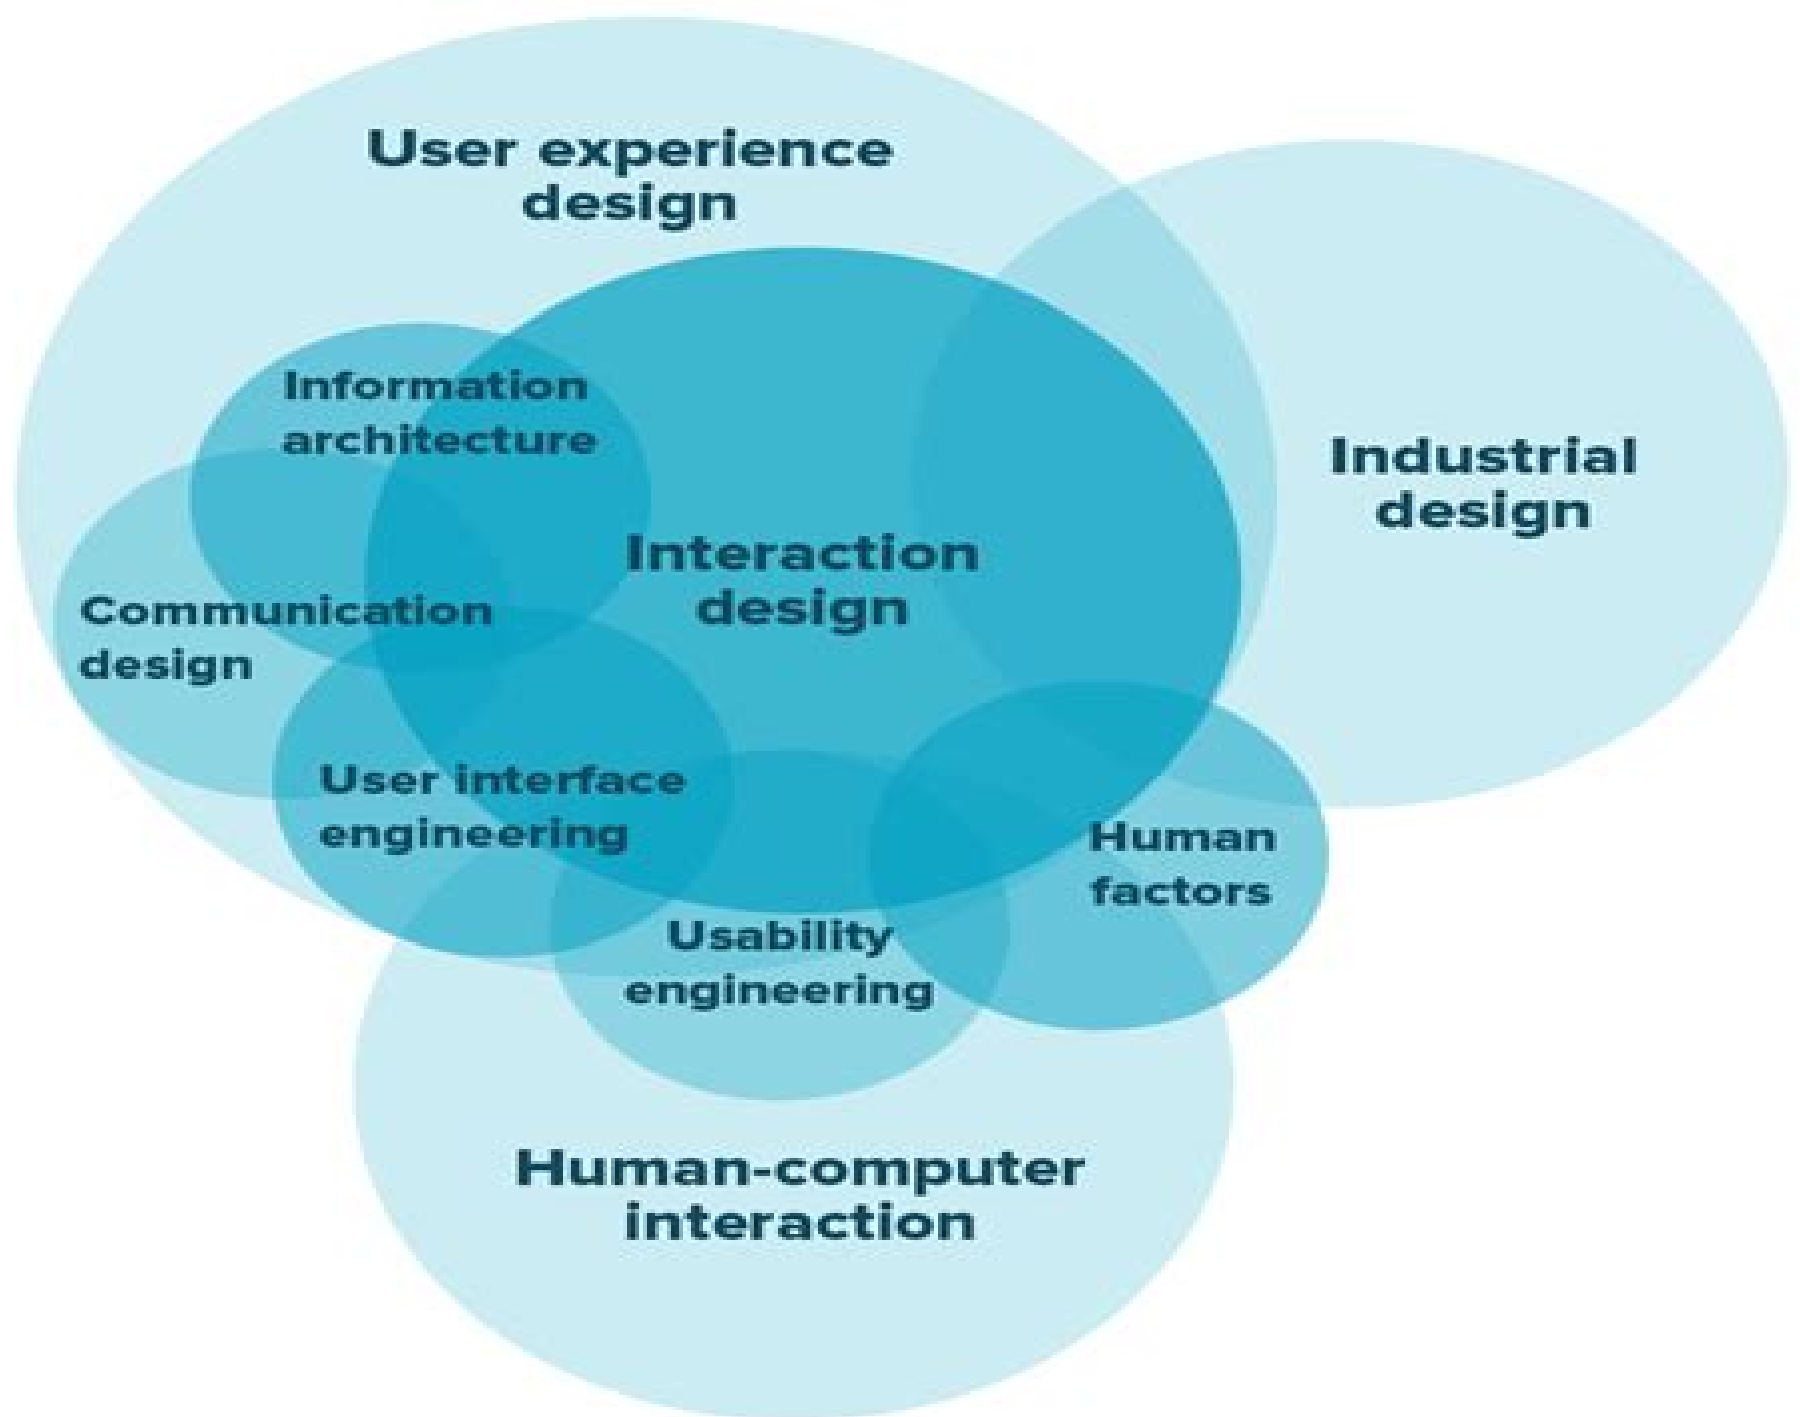 User experience
design
Information
architecture
Industrial
design
Interaction
design
Communication
design
User interface
engineering
Human
factors
Usability
engineering
Human-computer
interaction